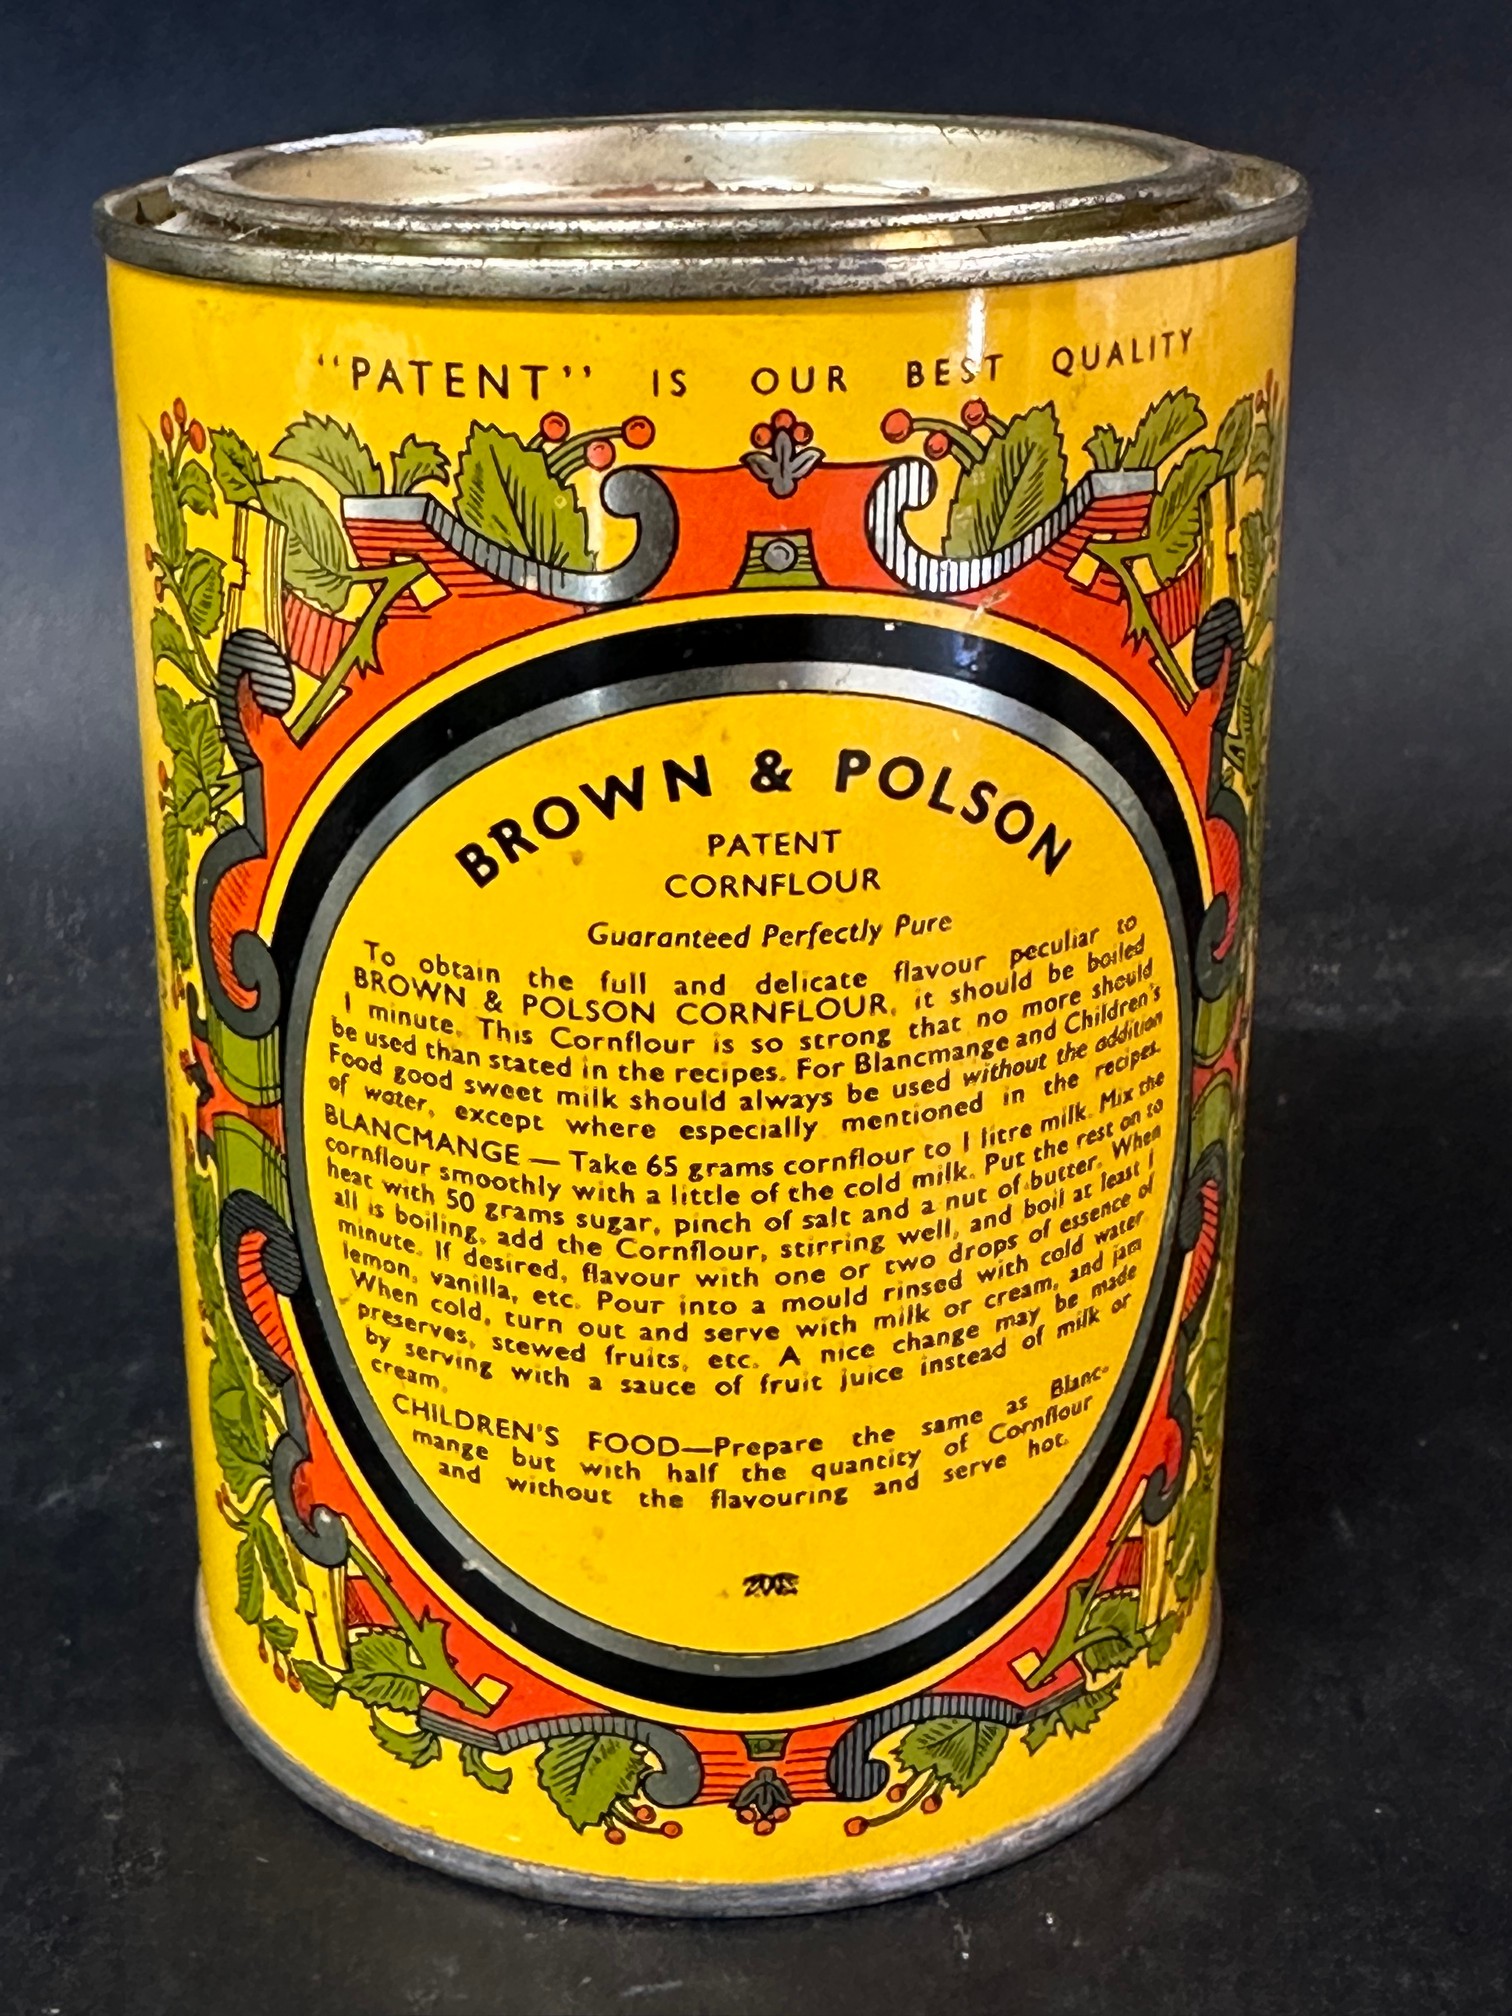 “PATENT” IS OUR BEST QUALITY
BROWN & POLSON
PATENT
CORNFLOUR
Guaranteed Perfectly Pure
To obtain the full and delicate flavour peculiar to
BROWN & POLSON CORNFLOUR, it should be boiled
1 minute. This Cornflour is so strong that no more should
be used than stated in the recipes. For Blancmange and Children's
Food good sweet milk should always be used without the addition
of water, except where especially mentioned in the recipes.
BLANCMANGE — Take 65 grams cornflour to 1 litre milk. Mix the
cornflour smoothly with a little of the cold milk. Put the rest on to
heat with 50 grams sugar, pinch of salt and a nut of butter. When
all is boiling, add the Cornflour, stirring well, and boil at least 1
minute. If desired, flavour with one or two drops of essence of
lemon, vanilla, etc. Pour into a mould rinsed with cold water.
When cold, turn out and serve with milk or cream, and jam
preserves, stewed fruits, etc. A nice change may be made
by serving with a sauce of fruit juice instead of milk or
cream.
CHILDREN'S FOOD—Prepare the same as Blanc-
mange but with half the quantity of Cornflour
and without the flavouring and serve hot.